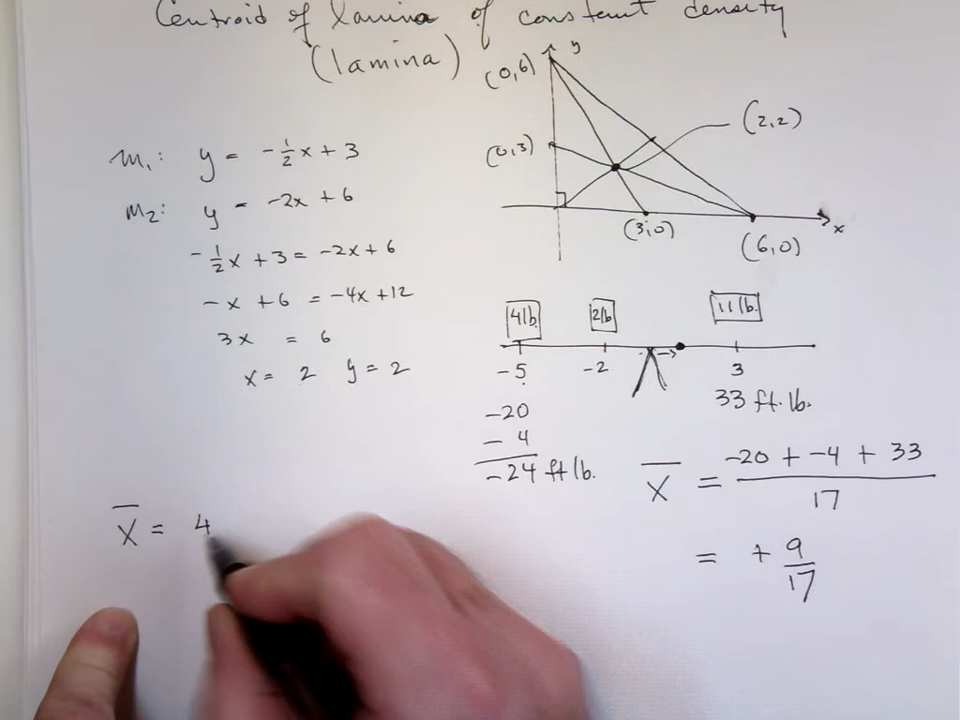 Centroid of lamina of constant density
(lamina)
y
(0,6)
(2,2)
(0,3)
m₁: y = -½x + 3
m₂: y = -2x + 6
-½x + 3 = -2x + 6
-x + 6 = -4x + 12
3x = 6
x = 2 y = 2
(3,0)
(6,0)
x
4lb. 2lb 11lb.
-5 -2 3
-20
-4
-24 ft lb.
33 ft.lb.
x̄ = (-20 + -4 + 33)/17
= + 9/17
x̄ = 4